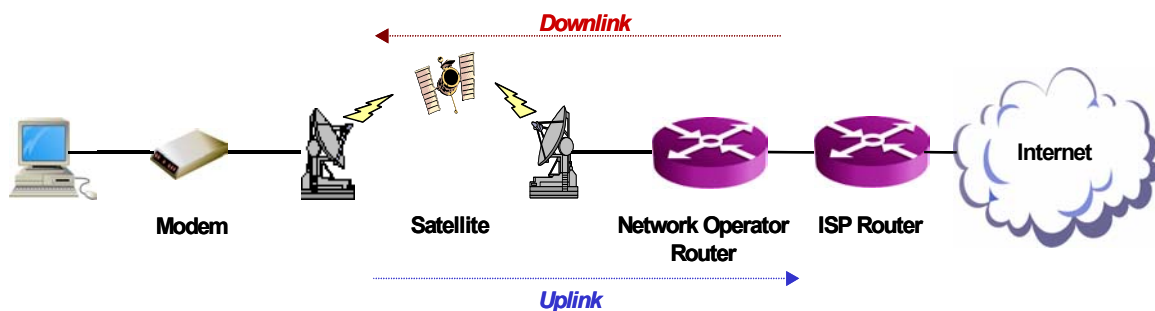 Downlink
Internet
Modem
Satellite
Network Operator
Router
ISP Router
Uplink